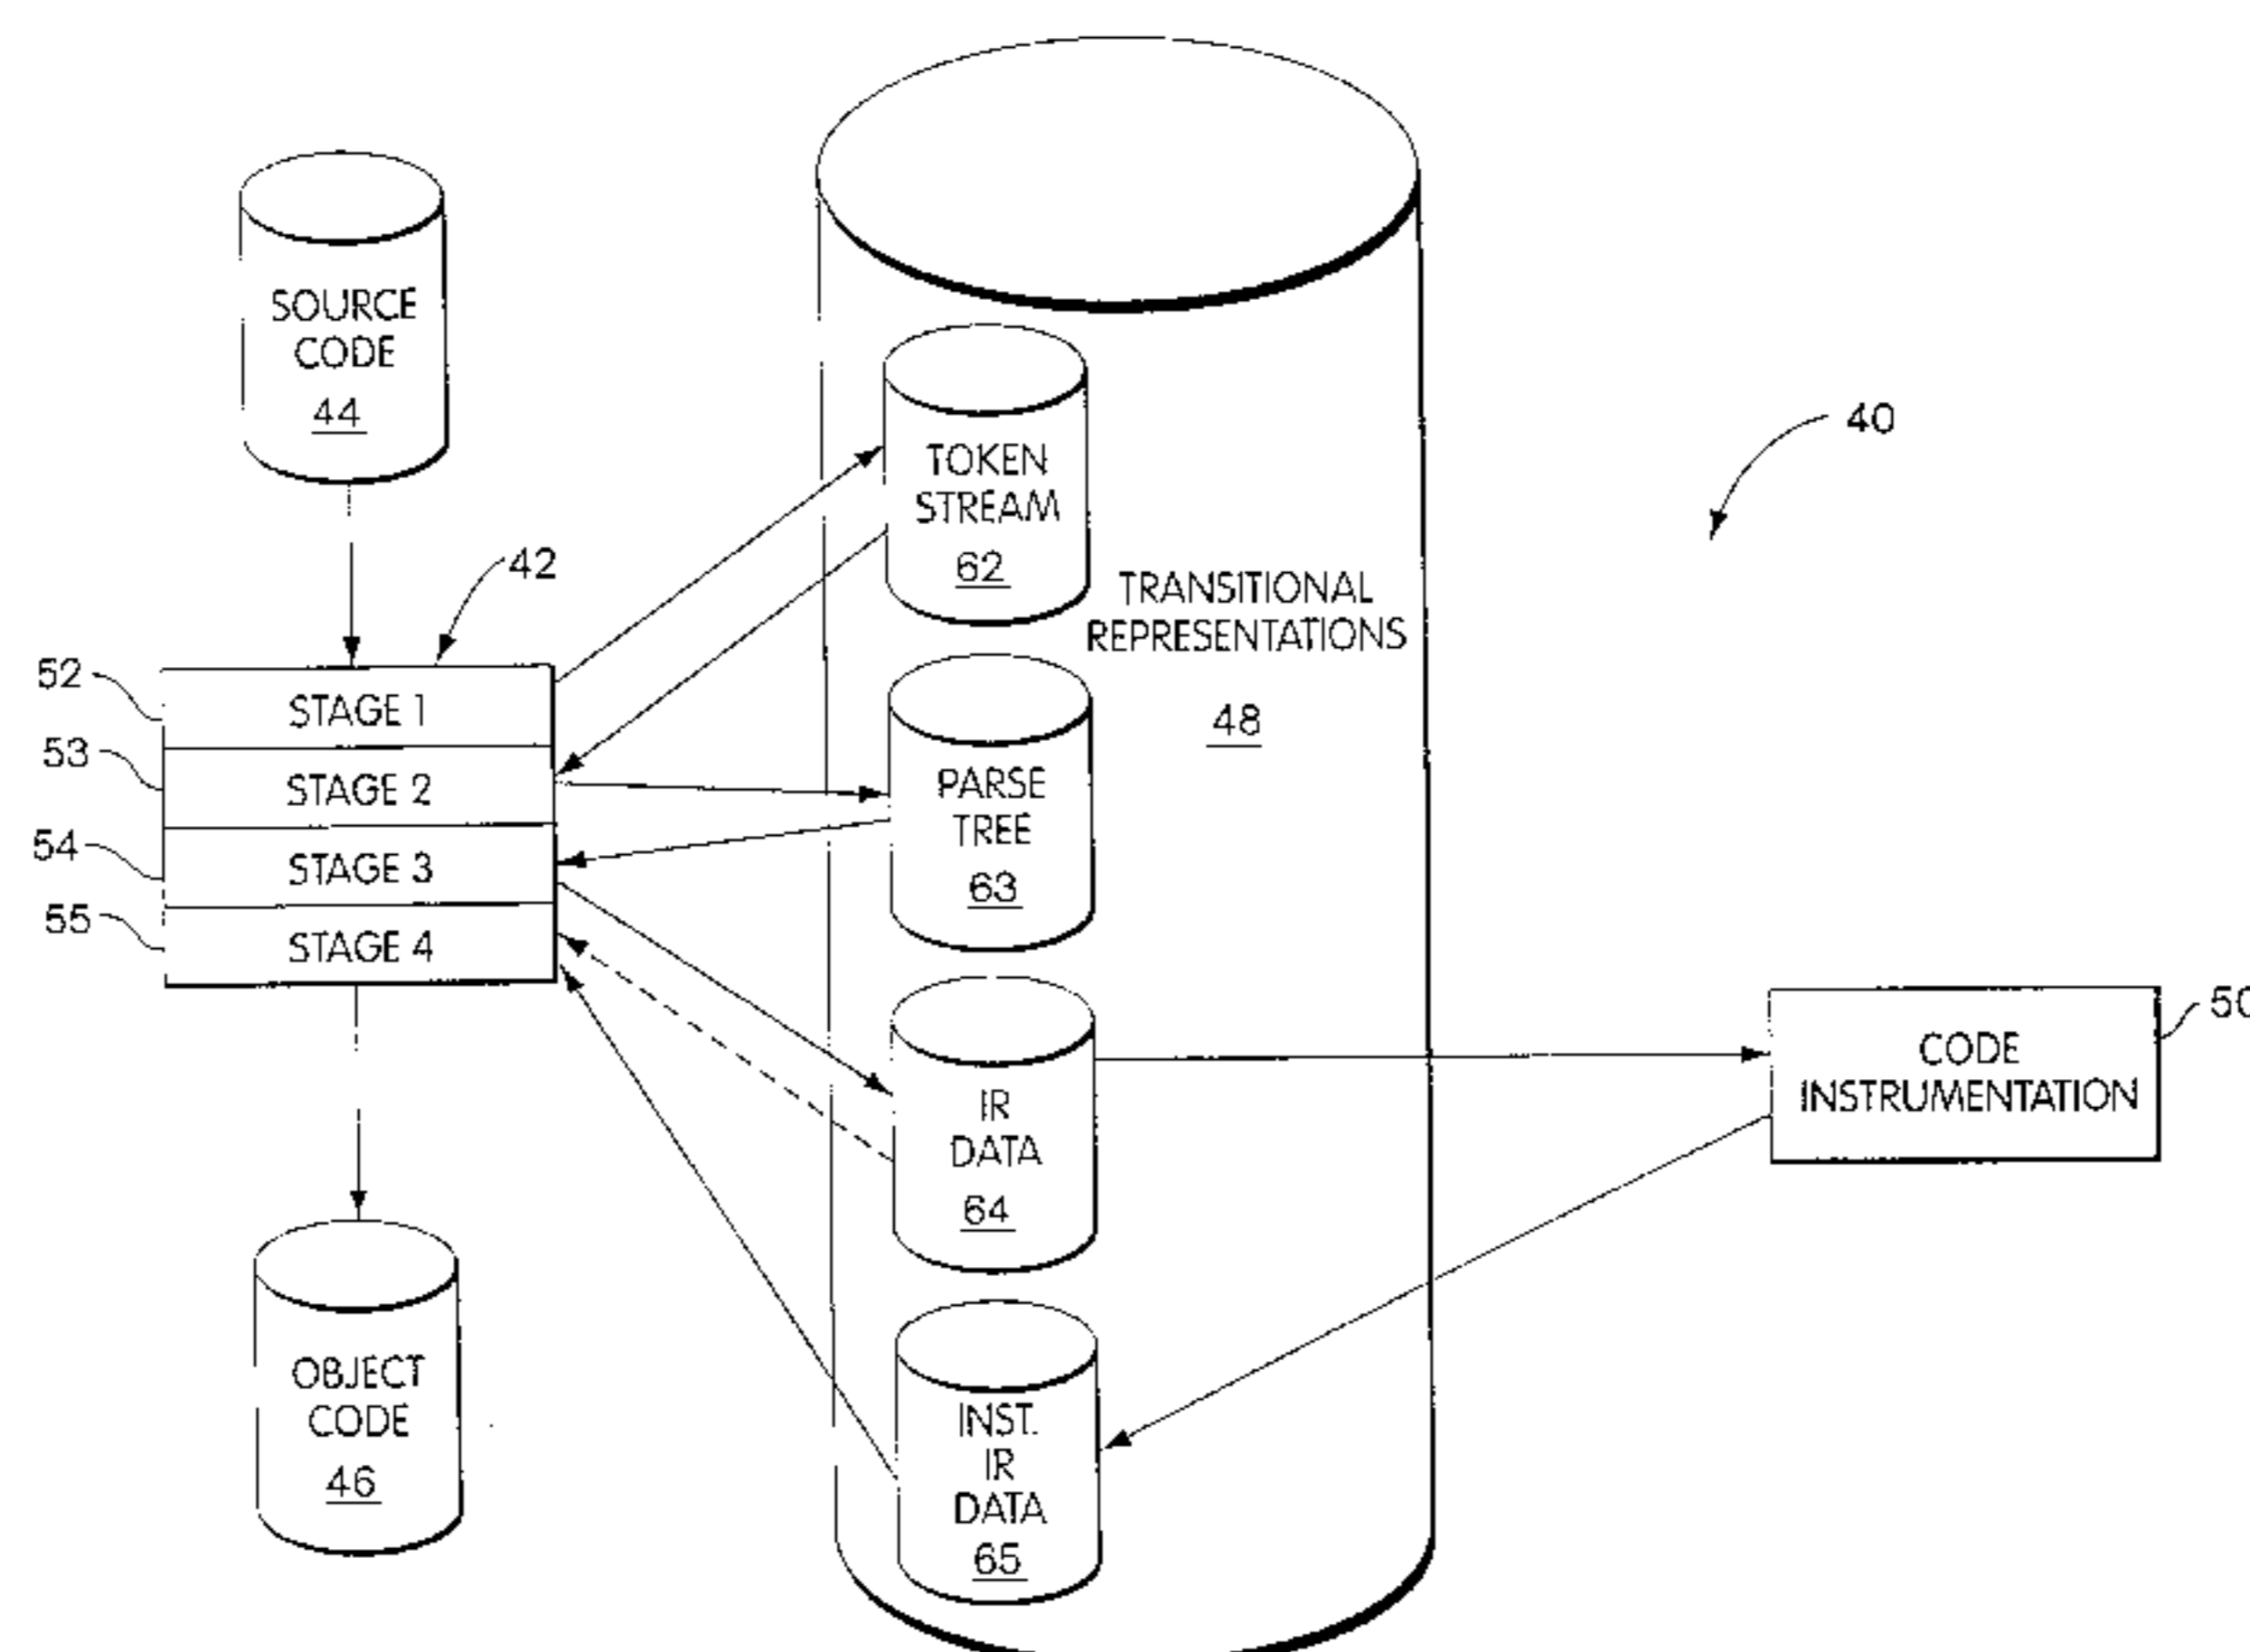 SOURCE
CODE
44
42
52
STAGE 1
53
STAGE 2
54
STAGE 3
55
STAGE 4
OBJECT
CODE
46
TOKEN
STREAM
62
TRANSITIONAL
REPRESENTATIONS
48
PARSE
TREE
63
IR
DATA
64
INST.
IR
DATA
65
40
CODE
INSTRUMENTATION
50